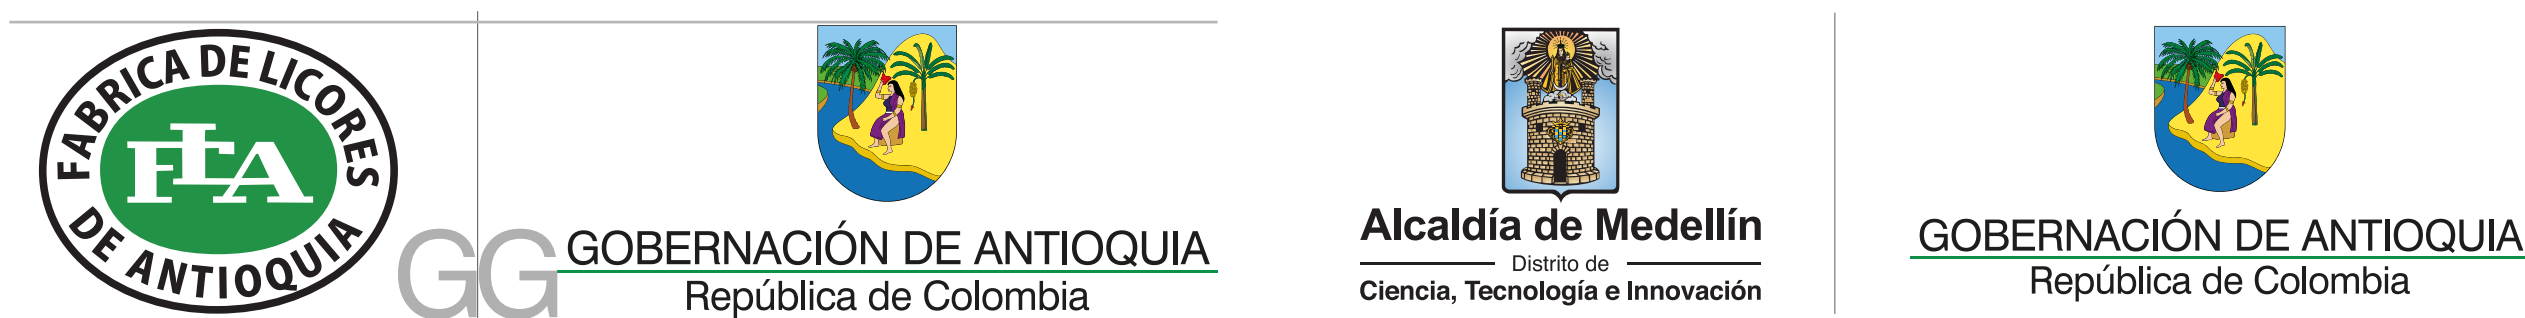 FABRICA DE LICORES
FLA
DE ANTIOQUIA
GG
GOBERNACIÓN DE ANTIOQUIA
República de Colombia
Alcaldía de Medellín
Distrito de
Ciencia, Tecnología e Innovación
GOBERNACIÓN DE ANTIOQUIA
República de Colombia